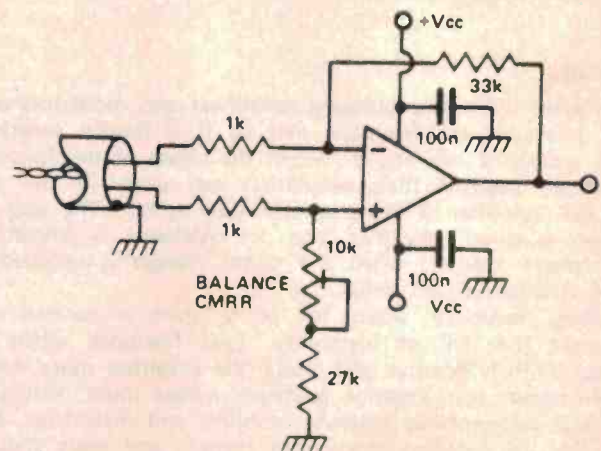 +Vcc
33k
1k
100n
−
+
1k
10k
BALANCE
CMRR
100n
Vcc
27k